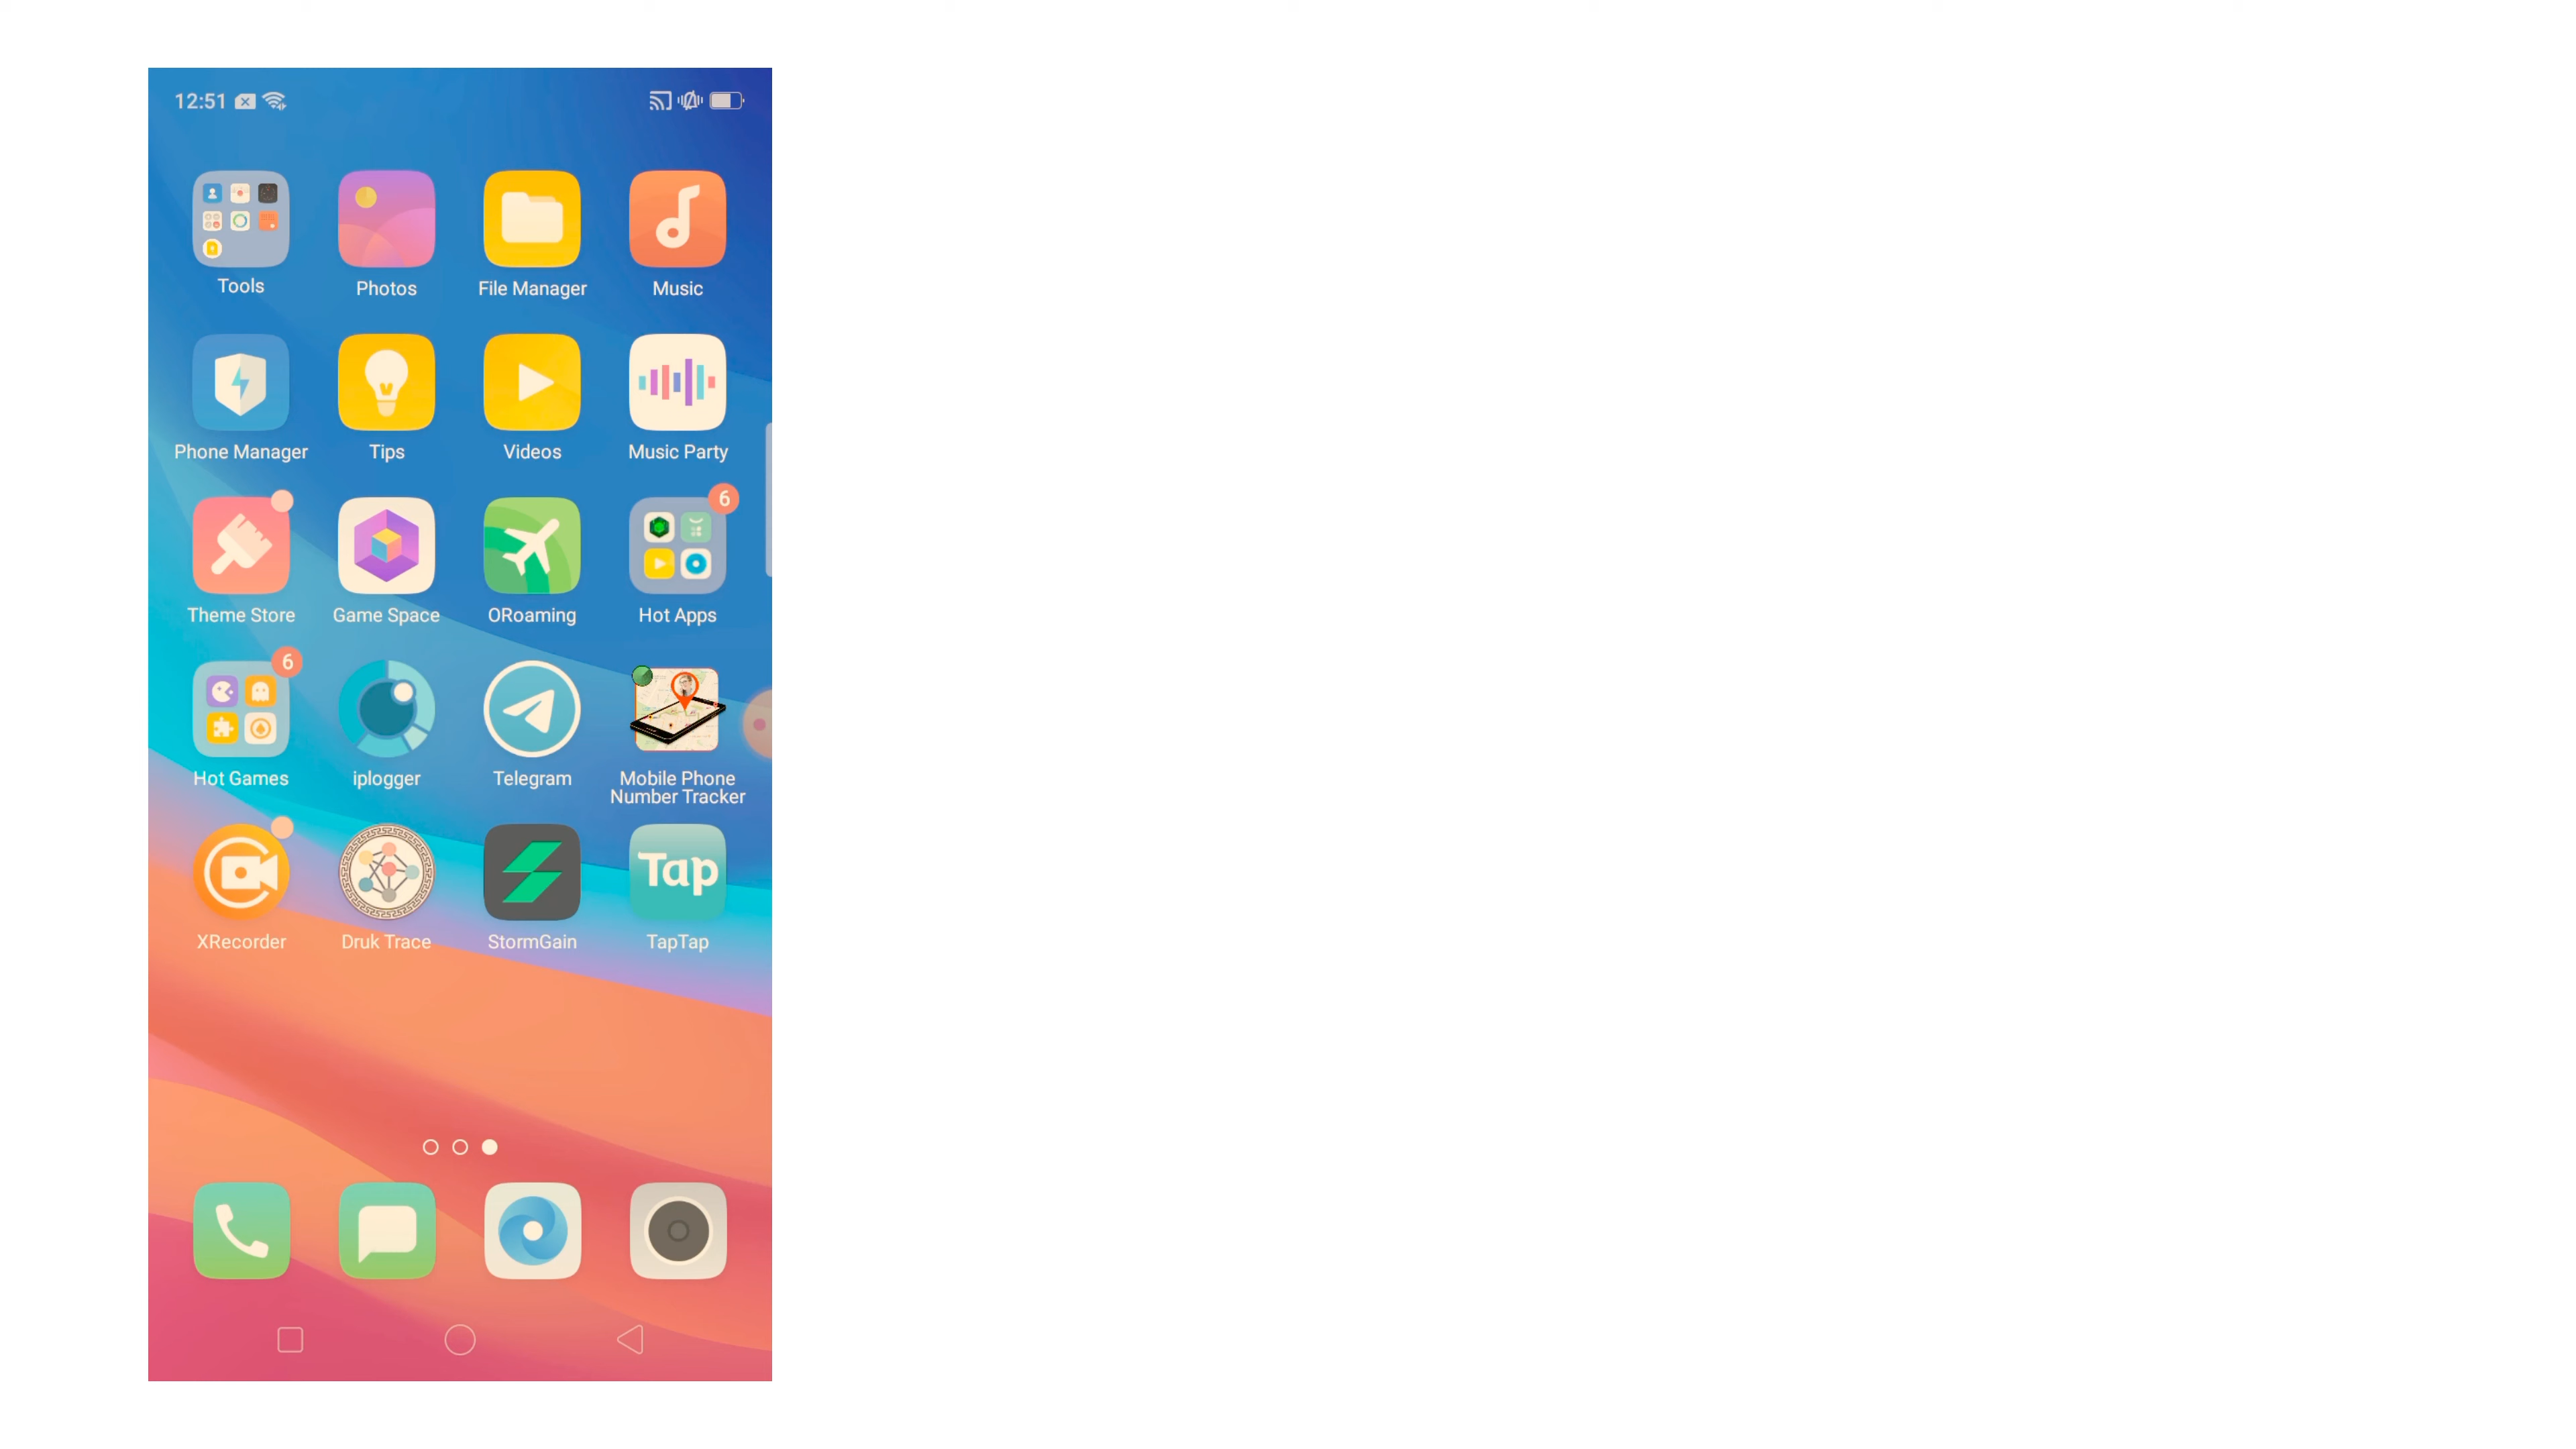 12:51
Tools Photos File Manager Music
Phone Manager Tips Videos Music Party
6
Theme Store Game Space ORoaming Hot Apps
6
Hot Games iplogger Telegram Mobile Phone
Number Tracker
Tap
XRecorder Druk Trace StormGain TapTap